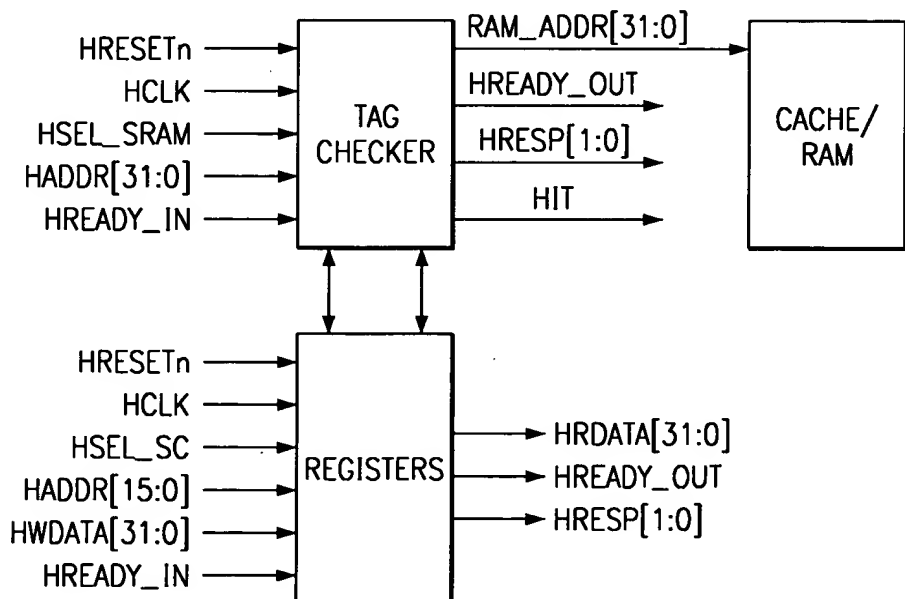 HRESETn
HCLK
HSEL_SRAM
HADDR[31:0]
HREADY_IN
TAG
CHECKER
RAM_ADDR[31:0]
HREADY_OUT
HRESP[1:0]
HIT
CACHE/
RAM
HRESETn
HCLK
HSEL_SC
HADDR[15:0]
HWDATA[31:0]
HREADY_IN
REGISTERS
HRDATA[31:0]
HREADY_OUT
HRESP[1:0]